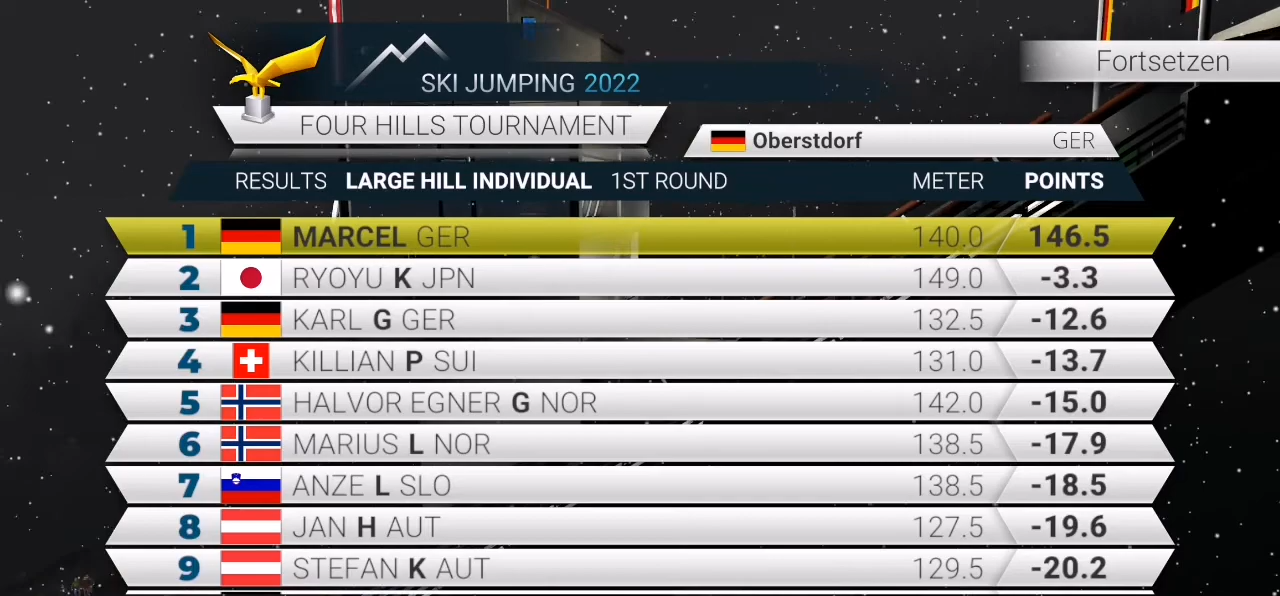 SKI JUMPING 2022
Fortsetzen
FOUR HILLS TOURNAMENT
Oberstdorf GER
RESULTS LARGE HILL INDIVIDUAL 1ST ROUND METER POINTS
1 MARCEL GER 140.0 146.5
2 RYOYU K JPN 149.0 -3.3
3 KARL G GER 132.5 -12.6
4 KILLIAN P SUI 131.0 -13.7
5 HALVOR EGNER G NOR 142.0 -15.0
6 MARIUS L NOR 138.5 -17.9
7 ANZE L SLO 138.5 -18.5
8 JAN H AUT 127.5 -19.6
9 STEFAN K AUT 129.5 -20.2